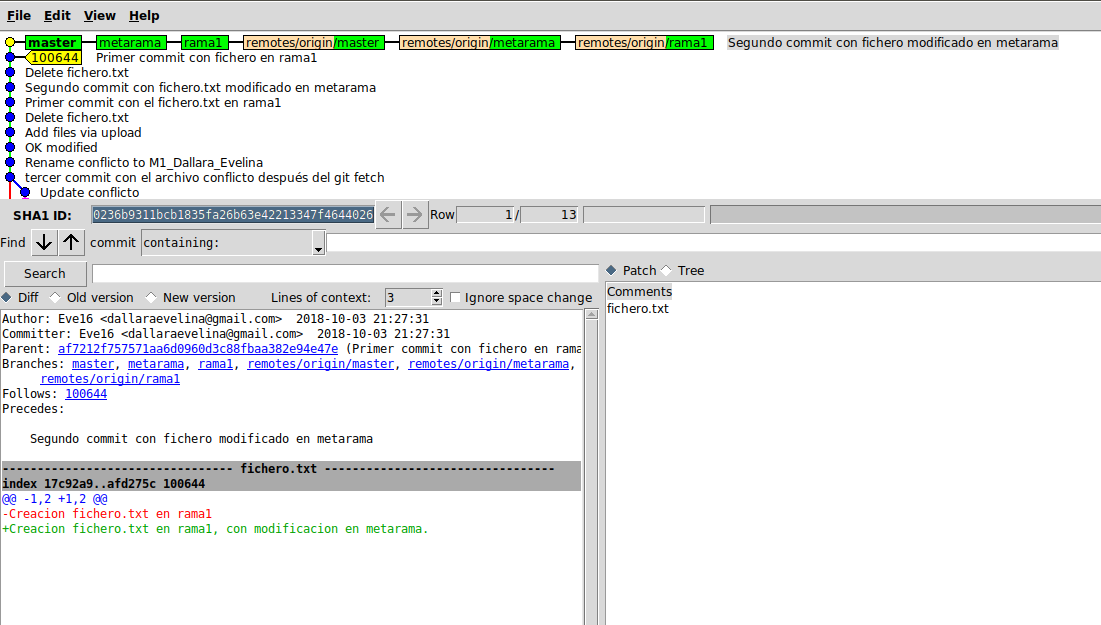 File Edit View Help
master metarama rama1 remotes/origin/master remotes/origin/metarama remotes/origin/rama1 Segundo commit con fichero modificado en metarama
100644 Primer commit con fichero en rama1
Delete fichero.txt
Segundo commit con fichero.txt modificado en metarama
Primer commit con el fichero.txt en rama1
Delete fichero.txt
Add files via upload
OK modified
Rename conflicto to M1_Dallara_Evelina
tercer commit con el archivo conflicto después del git fetch
Update conflicto
SHA1 ID: 0236b9311bcb1835fa26b63e42213347f4644026 Row 1 / 13
Find commit containing:
Search
Diff Old version New version Lines of context: 3 Ignore space change
Patch Tree
Comments
fichero.txt
Author: Eve16 <dallaraevelina@gmail.com> 2018-10-03 21:27:31
Committer: Eve16 <dallaraevelina@gmail.com> 2018-10-03 21:27:31
Parent: af7212f757571aa6d0960d3c88fbaa382e94e47e (Primer commit con fichero en rama
Branches: master, metarama, rama1, remotes/origin/master, remotes/origin/metarama,
remotes/origin/rama1
Follows: 100644
Precedes:
Segundo commit con fichero modificado en metarama
--------------------------------- fichero.txt ---------------------------------
index 17c92a9..afd275c 100644
@@ -1,2 +1,2 @@
-Creacion fichero.txt en rama1
+Creacion fichero.txt en rama1, con modificacion en metarama.